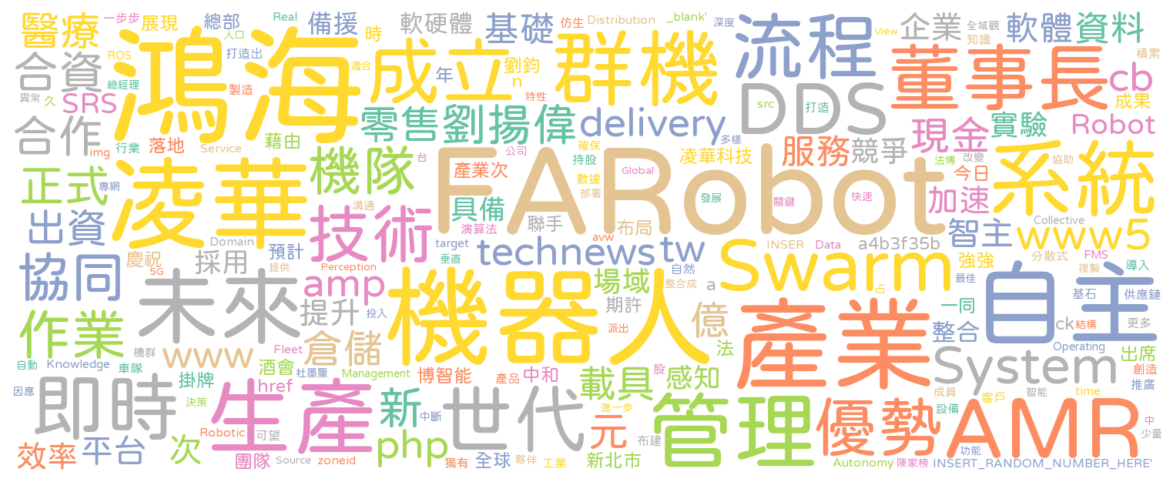 醫療
一步步
展現
總部
Real
備援
時
軟硬體
仿生
基礎
Distribution
_blank'
深度
流程
View
企業
全域觀
知識
軟體
資料
積累
ROS
人口
打造出
鴻海
適合
成立
劉鈞
群機
合資
總經理
年
n
特性
DDS
董事長
cb
異常
久
SRS
製造
src
打造
成果
合作
img
行業
落地
Service
藉由
零售
劉揚偉
delivery
確保
多樣
現金
實驗
Robot
凌華
專網
機隊
台
公司
持股
凌華科技
服務
競爭
法博
改變
協助
正式
溝通
產業次
數據
Global
部署
FARobot
關鍵
快速
加速
今日
系統
出資
技術
具備
演算法
聯手
布局
發展
Domain
預計
target
垂直
technews
tw
avw
INSERT
Data
a4b3f35b
智主
Collective
www5
分散式
FMS
慶祝
採用
5G
提供
Perception
amp
協同
未來
提升
投入
機器人
場域
自然
整合成
a
Swarm
強強
複製
導入
期許
占
最佳
自主
作業
www
倉儲
派出
億
產業
一同
基石
供應鏈
整合
ck
結構
更多
自動
Knowledge
機群
車隊
Fleet
酒會
杜墨璽
法
System
Operating
出席
因應
即時
掛牌
href
Management
博智能
產品
中和
股
載具
感知
創造
推廣
決策
生產
新
中斷
世代
進一步
元
管理
優勢
成員
客戶
智能
time
AMR
設備
中
效率
平台
次
Robotic
可望
php
布建
少量
團隊
Source
zoneid
獨有
全球
夥伴
工業
新北市
Autonomy
陳家榜
功能
INSERT_RANDOM_NUMBER_HERE'